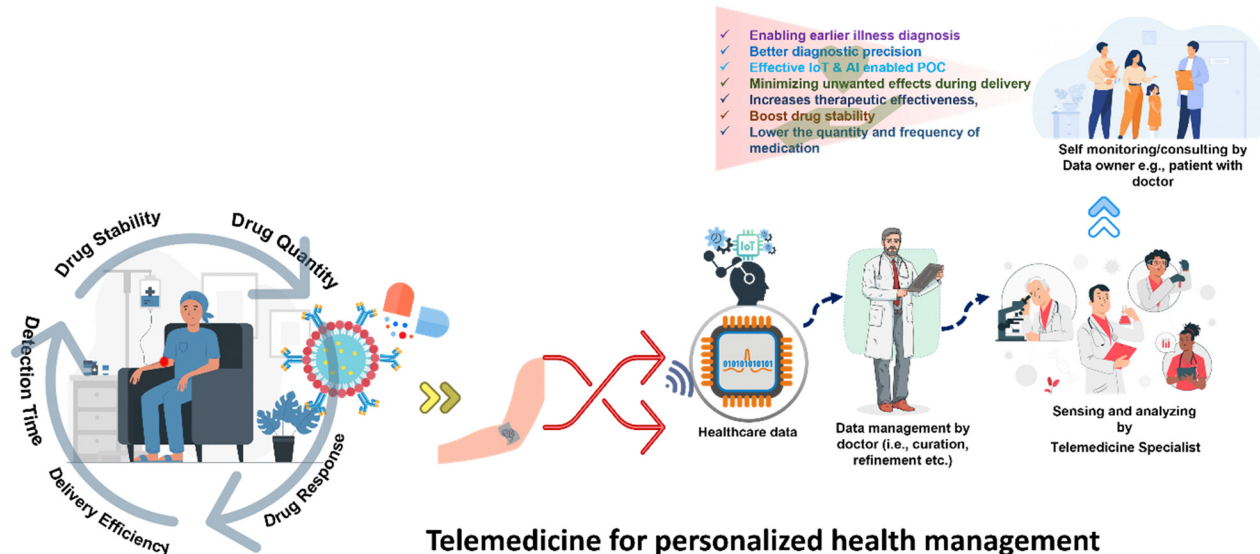 ✓ Enabling earlier illness diagnosis
✓ Better diagnostic precision
✓ Effective IoT & AI enabled POC
✓ Minimizing unwanted effects during delivery
✓ Increases therapeutic effectiveness,
✓ Boost drug stability
✓ Lower the quantity and frequency of
medication
Self monitoring/consulting by
Data owner e.g., patient with
doctor
Drug Stability
Drug Quantity
Detection Time
Delivery Efficiency
Drug Response
IoT
010101010101
Healthcare data
Data management by
doctor (i.e., curation,
refinement etc.)
Sensing and analyzing
by
Telemedicine Specialist
Telemedicine for personalized health management